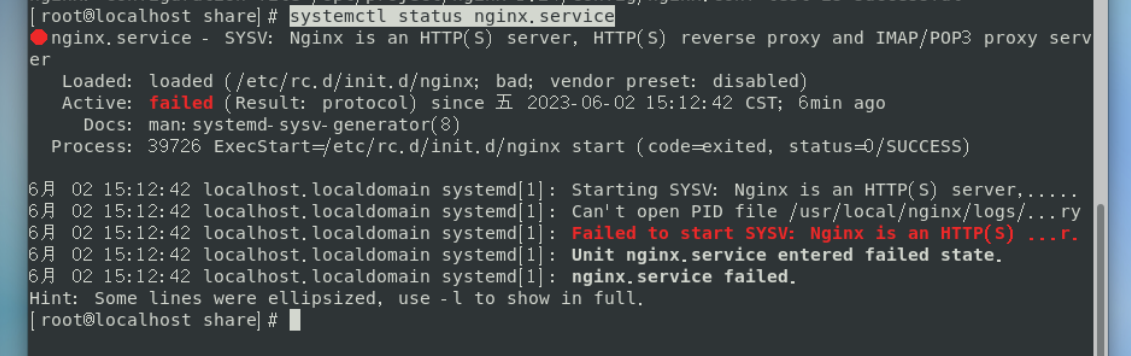 [root@localhost share]# systemctl status nginx.service
●nginx.service - SYSV: Nginx is an HTTP(S) server, HTTP(S) reverse proxy and IMAP/POP3 proxy serv
er
Loaded: loaded (/etc/rc.d/init.d/nginx; bad; vendor preset: disabled)
Active: failed (Result: protocol) since 五 2023-06-02 15:12:42 CST; 6min ago
Docs: man:systemd-sysv-generator(8)
Process: 39726 ExecStart=/etc/rc.d/init.d/nginx start (code=exited, status=0/SUCCESS)
6月 02 15:12:42 localhost.localdomain systemd[1]: Starting SYSV: Nginx is an HTTP(S) server,.....
6月 02 15:12:42 localhost.localdomain systemd[1]: Can't open PID file /usr/local/nginx/logs/...ry
6月 02 15:12:42 localhost.localdomain systemd[1]: Failed to start SYSV: Nginx is an HTTP(S) ...r.
6月 02 15:12:42 localhost.localdomain systemd[1]: Unit nginx.service entered failed state.
6月 02 15:12:42 localhost.localdomain systemd[1]: nginx.service failed.
Hint: Some lines were ellipsized, use -l to show in full.
[root@localhost share]#